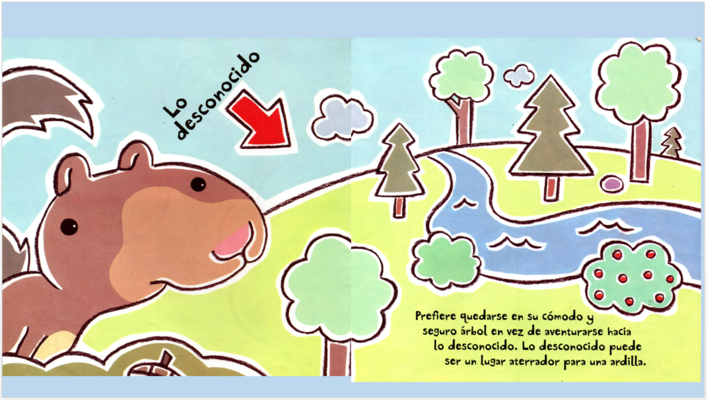 Lo
desconocido
Prefiere quedarse en su cómodo y
seguro árbol en vez de aventurarse hacia
lo desconocido. Lo desconocido puede
ser un lugar aterrador para una ardilla.